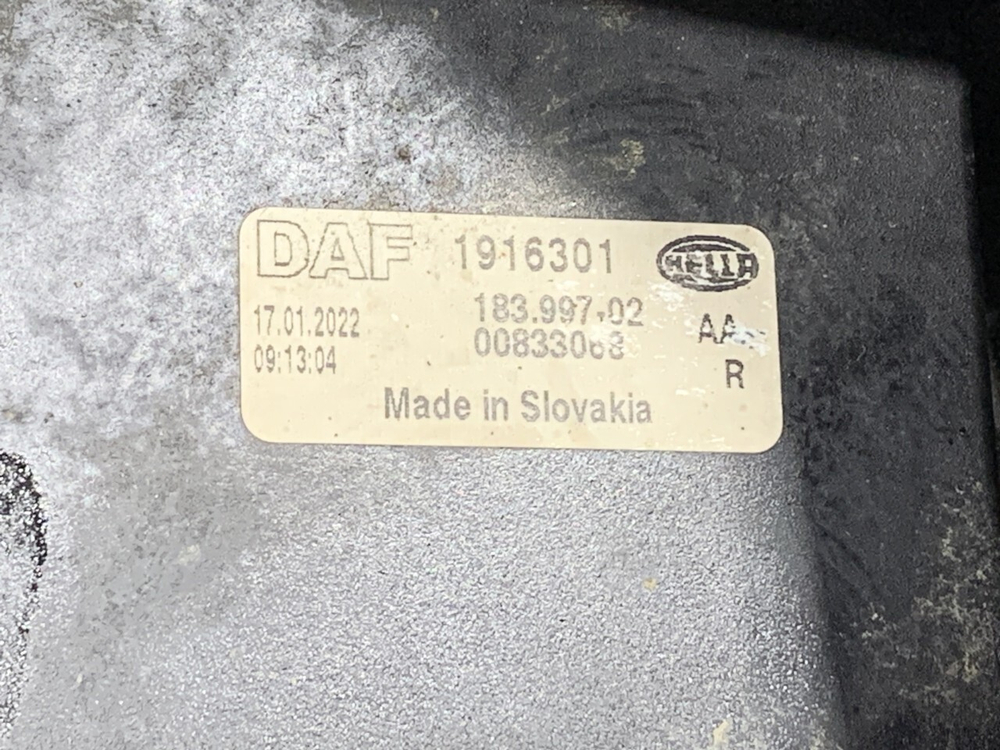 DAF 1916301 HELLA
17.01.2022 183.997-02 AA
09:13:04 00833068 R
Made in Slovakia